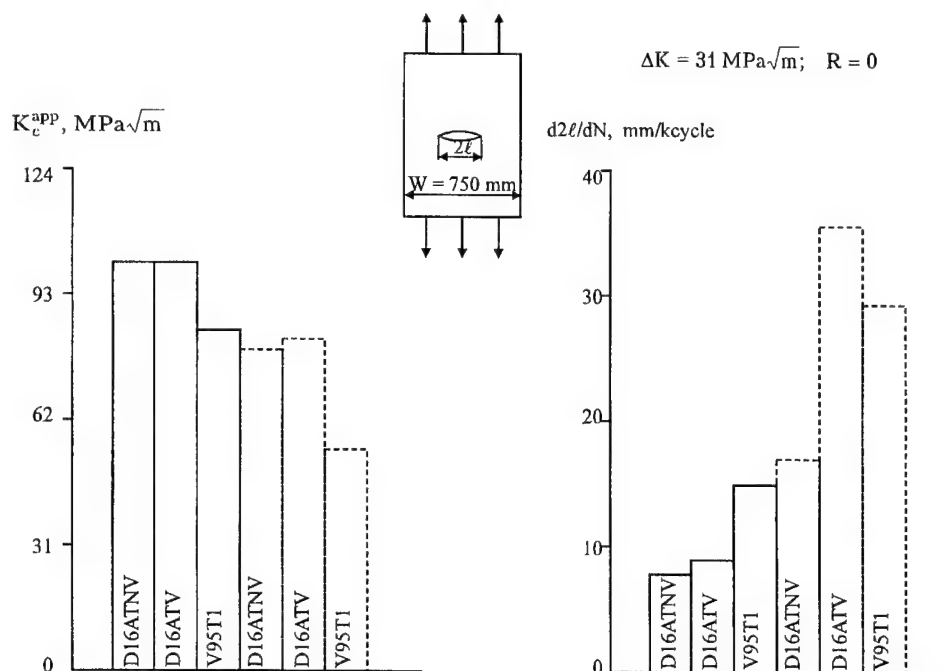 ΔK = 31 MPa√m; R = 0
K_c^app, MPa√m
d2ℓ/dN, mm/kcycle
2ℓ
W = 750 mm
124
93
62
31
0
D16ATNV
D16ATV
V95T1
D16ATNV
D16ATV
V95T1
40
30
20
10
0
D16ATNV
D16ATV
V95T1
D16ATNV
D16ATV
V95T1